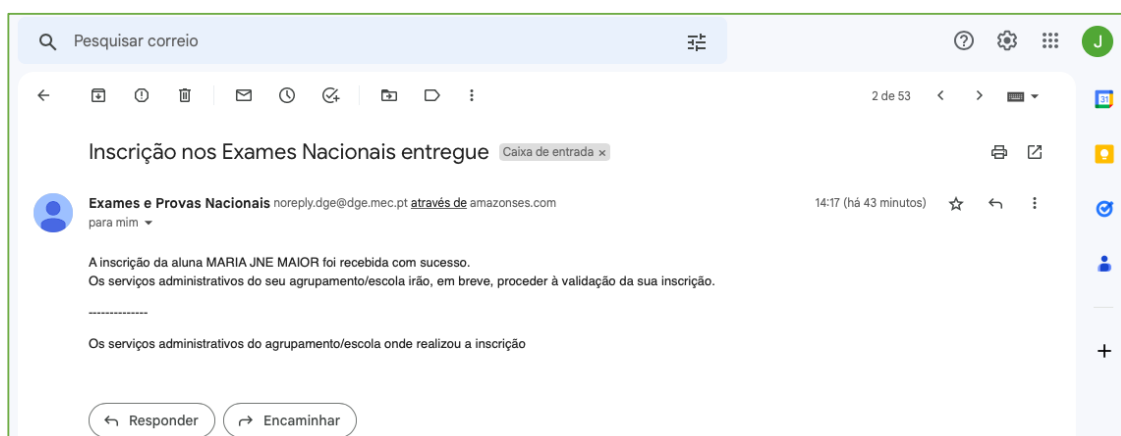 Pesquisar correio
J
2 de 53
31
Inscrição nos Exames Nacionais entregue Caixa de entrada ×
Exames e Provas Nacionais noreply.dge@dge.mec.pt através de amazonses.com 14:17 (há 43 minutos)
para mim
A inscrição da aluna MARIA JNE MAIOR foi recebida com sucesso.
Os serviços administrativos do seu agrupamento/escola irão, em breve, proceder à validação da sua inscrição.
--------------
Os serviços administrativos do agrupamento/escola onde realizou a inscrição
Responder Encaminhar